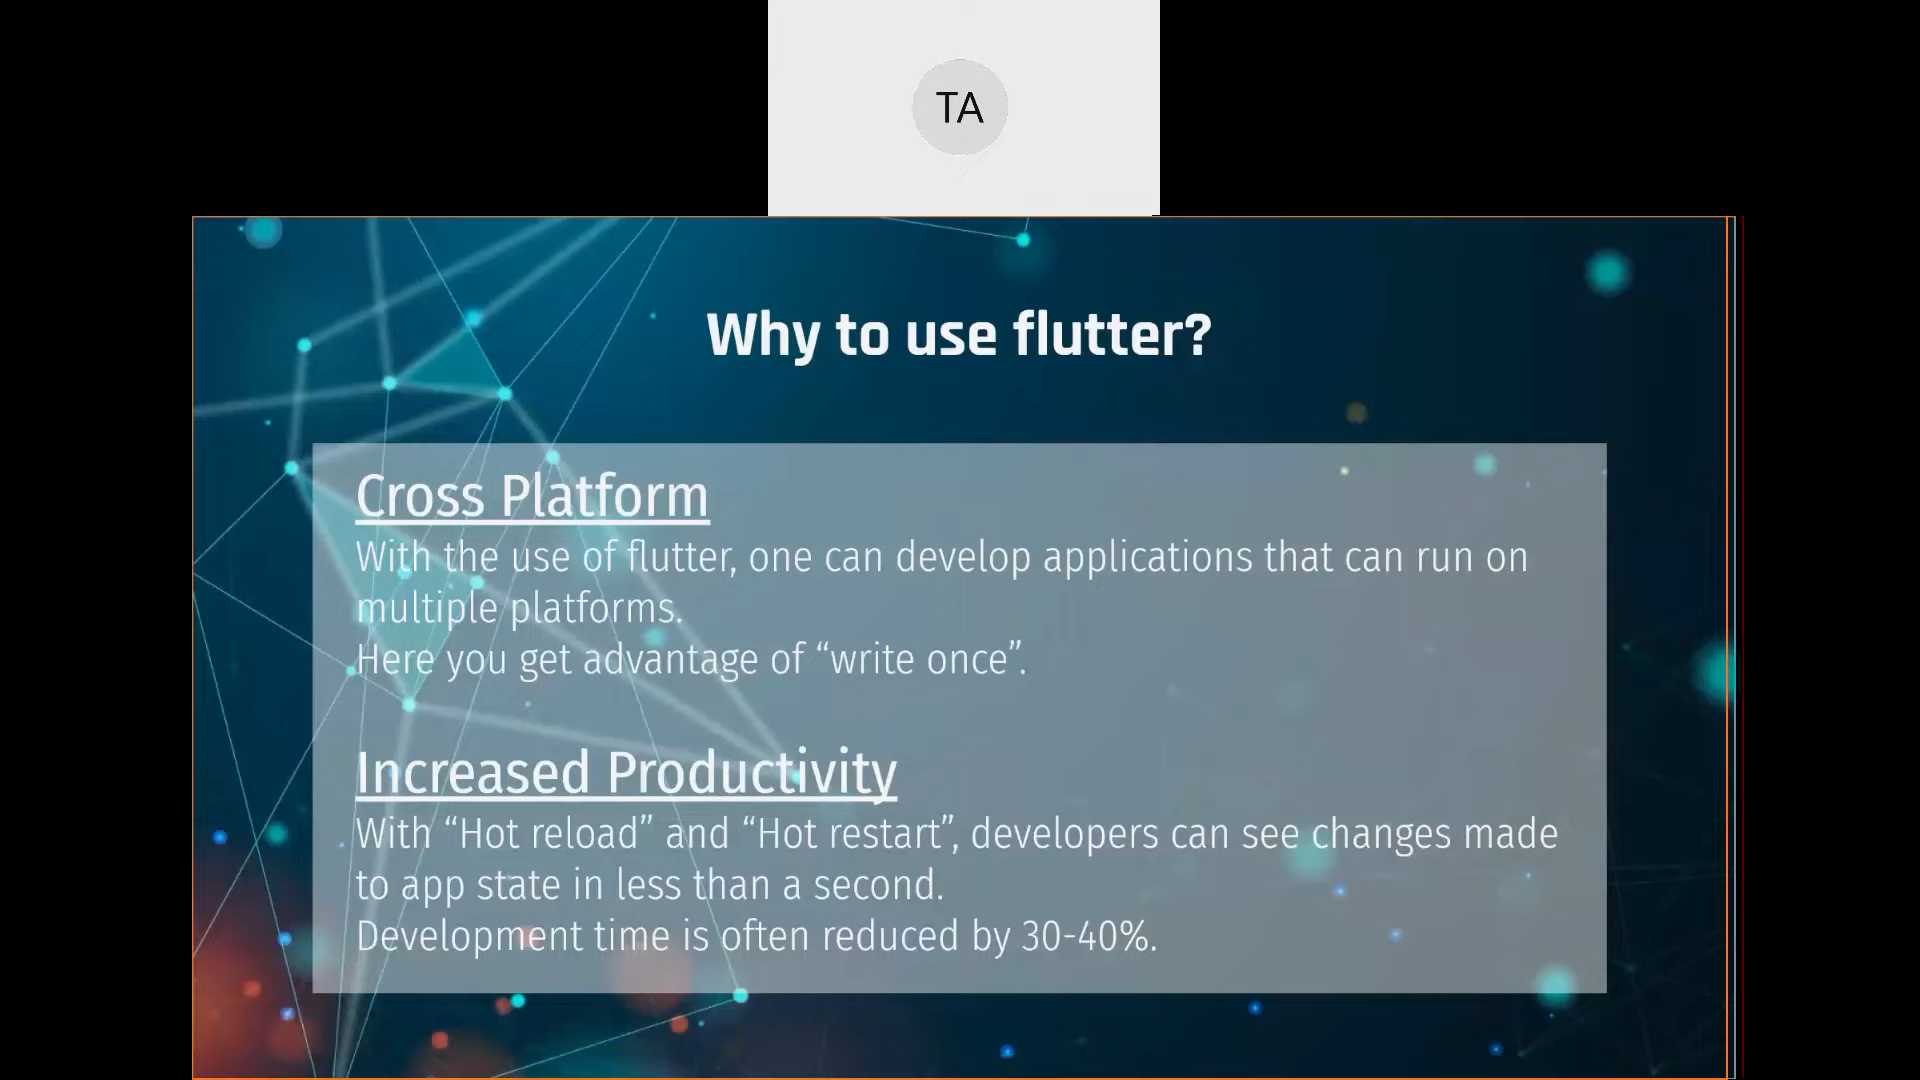 TA
Why to use flutter?
Cross Platform
With the use of flutter, one can develop applications that can run on
multiple platforms.
Here you get advantage of “write once”.
Increased Productivity
With “Hot reload” and “Hot restart”, developers can see changes made
to app state in less than a second.
Development time is often reduced by 30-40%.